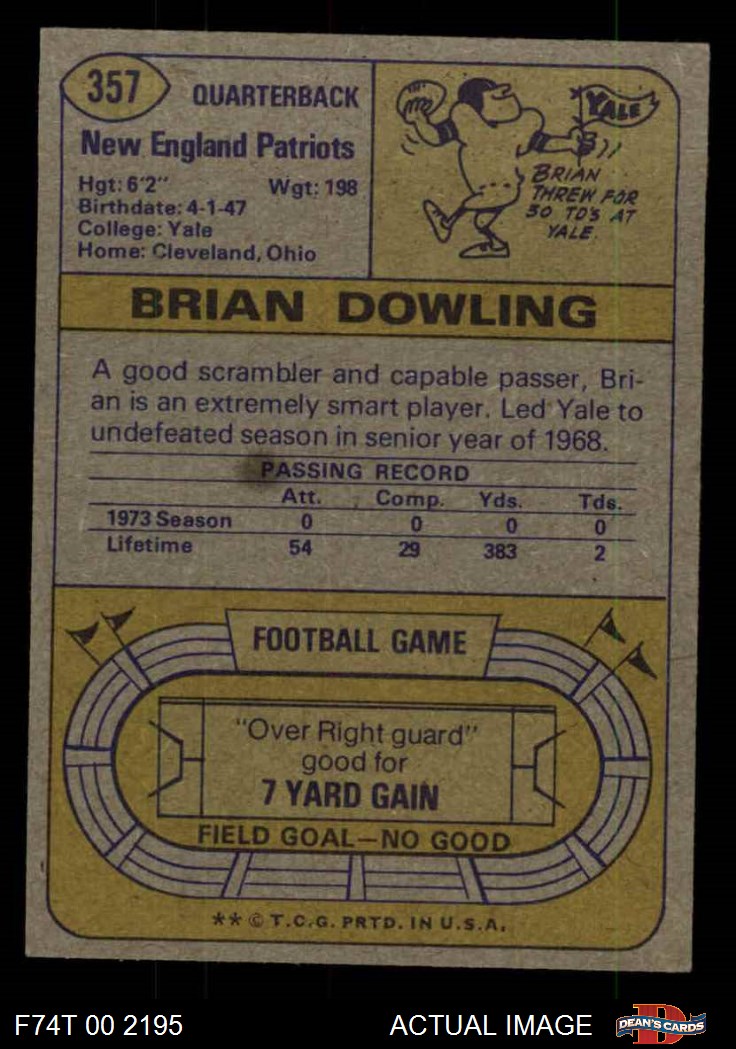 357
QUARTERBACK
New England Patriots
Hgt: 6'2" Wgt: 198
Birthdate: 4-1-47
College: Yale
Home: Cleveland, Ohio
YALE
BRIAN
THREW FOR
30 TD'S AT
YALE.
BRIAN DOWLING
A good scrambler and capable passer, Bri-
an is an extremely smart player. Led Yale to
undefeated season in senior year of 1968.
PASSING RECORD
Att. Comp. Yds. Tds.
1973 Season 0 0 0 0
Lifetime 54 29 383 2
FOOTBALL GAME
"Over Right guard"
good for
7 YARD GAIN
FIELD GOAL—NO GOOD
** © T.C.G. PRTD. IN U.S.A.
F74T 00 2195 ACTUAL IMAGE
D
DEAN'S CARDS